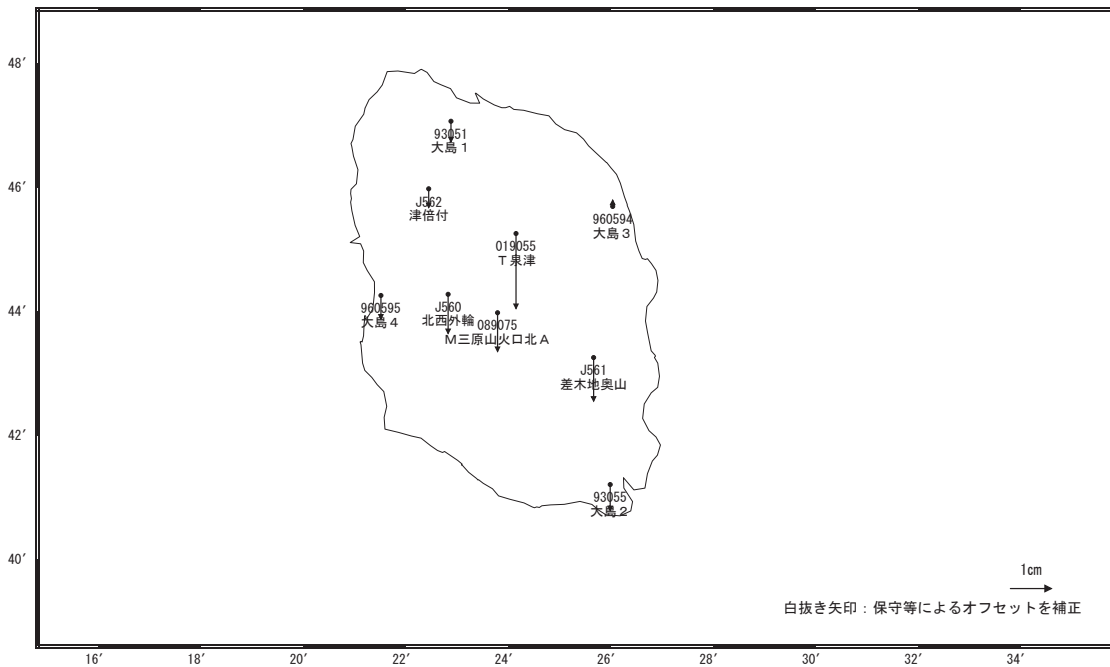 48′
93051
大島１
46′
J562
津倍付
960594
大島３
019055
Ｔ泉津
44′
960595
大島４
J560
北西外輪
089075
Ｍ三原山火口北Ａ
J561
差木地奥山
42′
93055
大島２
40′
1cm
白抜き矢印：保守等によるオフセットを補正
16′ 18′ 20′ 22′ 24′ 26′ 28′ 30′ 32′ 34′